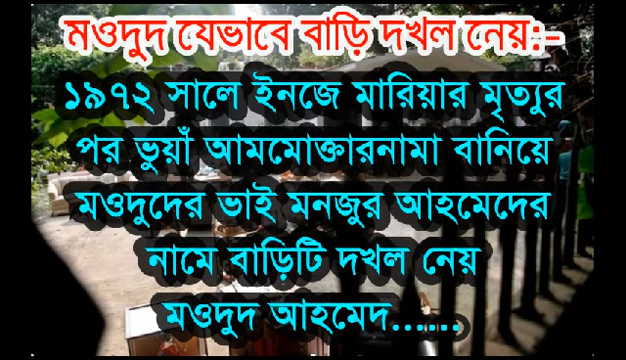 মওদুদ যেভাবে বাড়ি দখল নেয়:-
১৯৭২ সালে ইনজে মারিয়ার মৃত্যুর
পর ভুয়াঁ আমমোক্তারনামা বানিয়ে
মওদুদের ভাই মনজুর আহমেদের
নামে বাড়িটি দখল নেয়
মওদুদ আহমেদ......